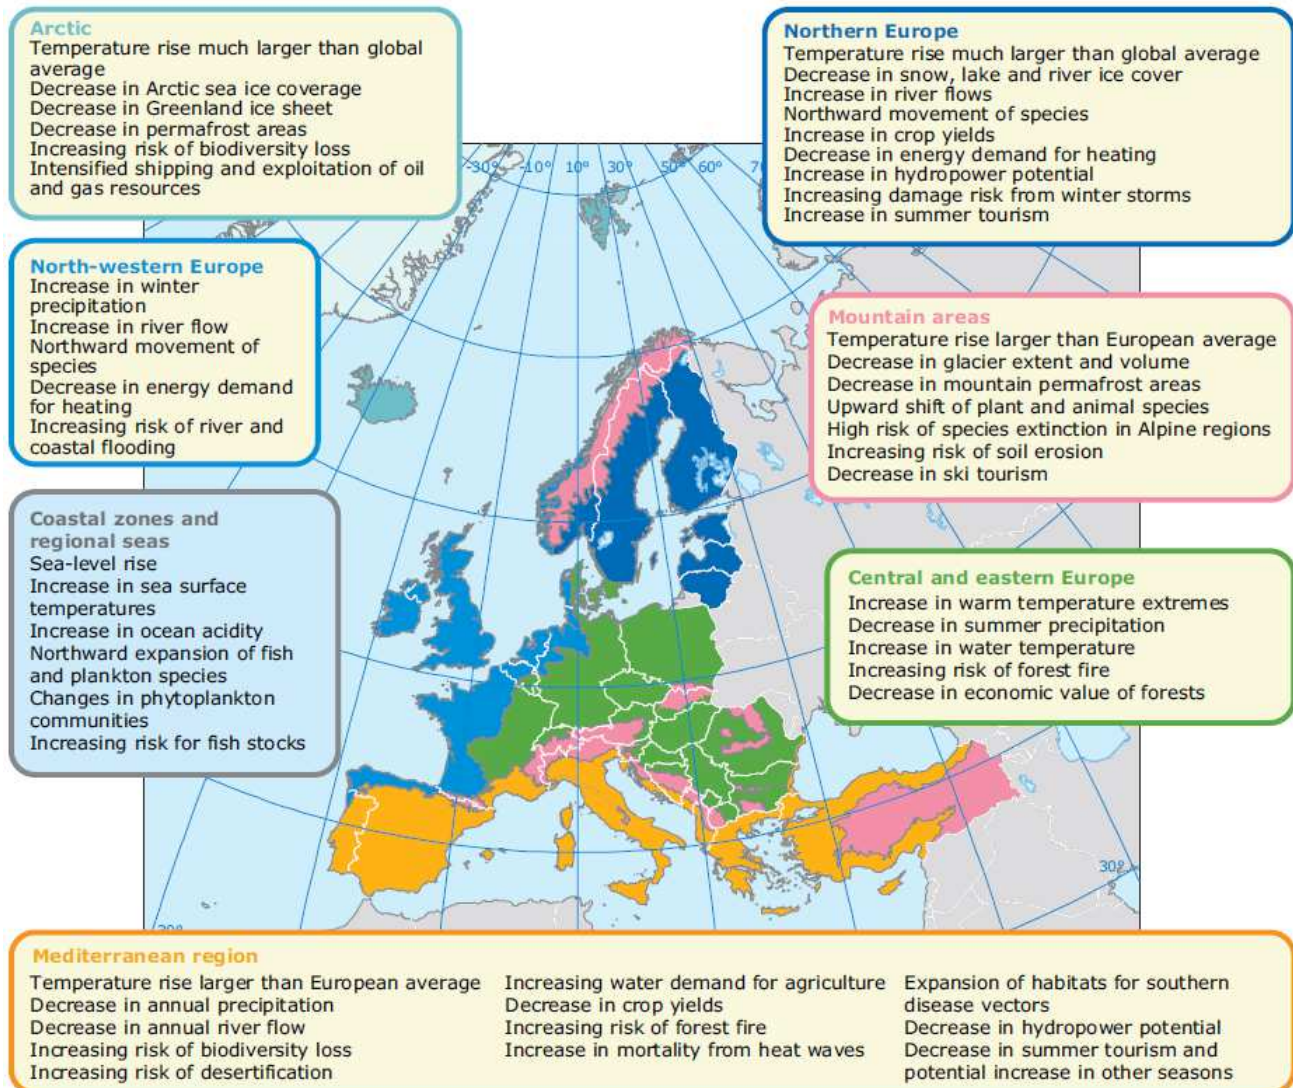 Arctic
Temperature rise much larger than global
average
Decrease in Arctic sea ice coverage
Decrease in Greenland ice sheet
Decrease in permafrost areas
Increasing risk of biodiversity loss
Intensified shipping and exploitation of oil
and gas resources
Northern Europe
Temperature rise much larger than global average
Decrease in snow, lake and river ice cover
Increase in river flows
Northward movement of species
Increase in crop yields
Decrease in energy demand for heating
Increase in hydropower potential
Increasing damage risk from winter storms
Increase in summer tourism
-30° -10° 10° 30° 50° 60°
North-western Europe
Increase in winter
precipitation
Increase in river flow
Northward movement of
species
Decrease in energy demand
for heating
Increasing risk of river and
coastal flooding
Mountain areas
Temperature rise larger than European average
Decrease in glacier extent and volume
Decrease in mountain permafrost areas
Upward shift of plant and animal species
High risk of species extinction in Alpine regions
Increasing risk of soil erosion
Decrease in ski tourism
Coastal zones and
regional seas
Sea-level rise
Increase in sea surface
temperatures
Increase in ocean acidity
Northward expansion of fish
and plankton species
Changes in phytoplankton
communities
Increasing risk for fish stocks
Central and eastern Europe
Increase in warm temperature extremes
Decrease in summer precipitation
Increase in water temperature
Increasing risk of forest fire
Decrease in economic value of forests
30°
Mediterranean region
Temperature rise larger than European average
Decrease in annual precipitation
Decrease in annual river flow
Increasing risk of biodiversity loss
Increasing risk of desertification
Increasing water demand for agriculture
Decrease in crop yields
Increasing risk of forest fire
Increase in mortality from heat waves
Expansion of habitats for southern
disease vectors
Decrease in hydropower potential
Decrease in summer tourism and
potential increase in other seasons